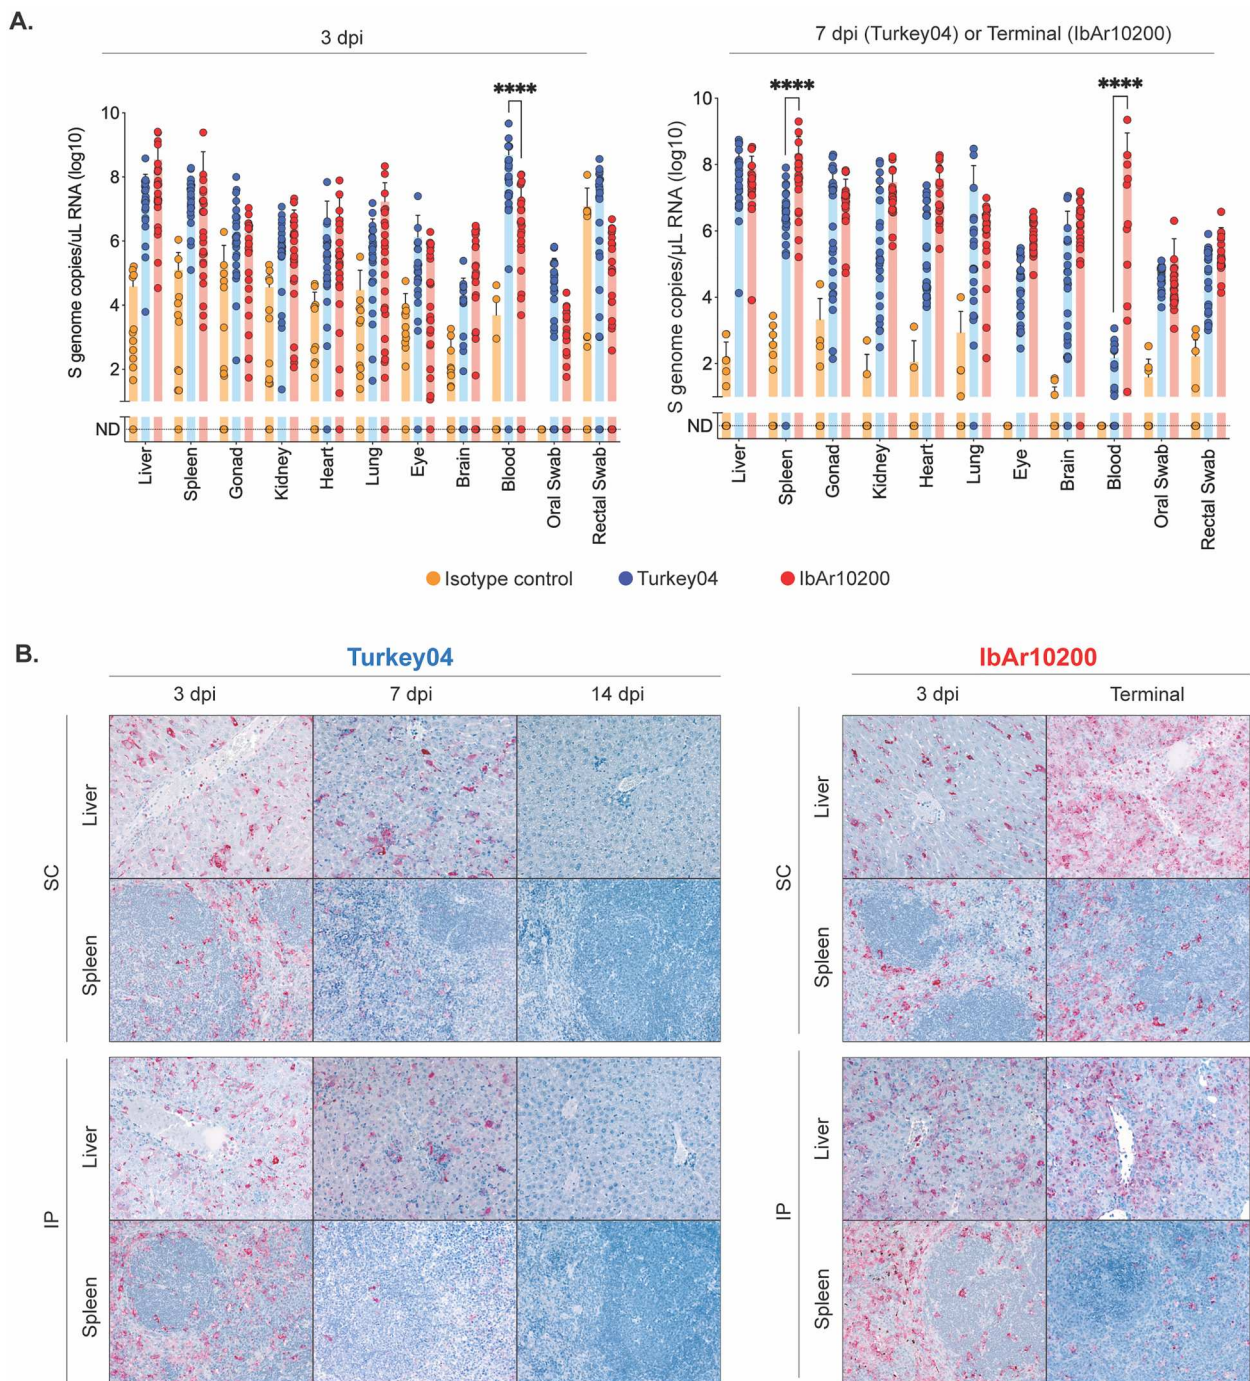 A.
3 dpi
7 dpi (Turkey04) or Terminal (IbAr10200)
****
****
****
S genome copies/uL RNA (log10)
10
8
6
4
2
ND
Liver
Spleen
Gonad
Kidney
Heart
Lung
Eye
Brain
Blood
Oral Swab
Rectal Swab
S genome copies/µL RNA (log10)
10
8
6
4
2
ND
Liver
Spleen
Gonad
Kidney
Heart
Lung
Eye
Brain
Blood
Oral Swab
Rectal Swab
Isotype control
Turkey04
IbAr10200
B.
Turkey04
IbAr10200
3 dpi
7 dpi
14 dpi
3 dpi
Terminal
SC
Liver
Spleen
SC
Liver
Spleen
IP
Liver
Spleen
IP
Liver
Spleen